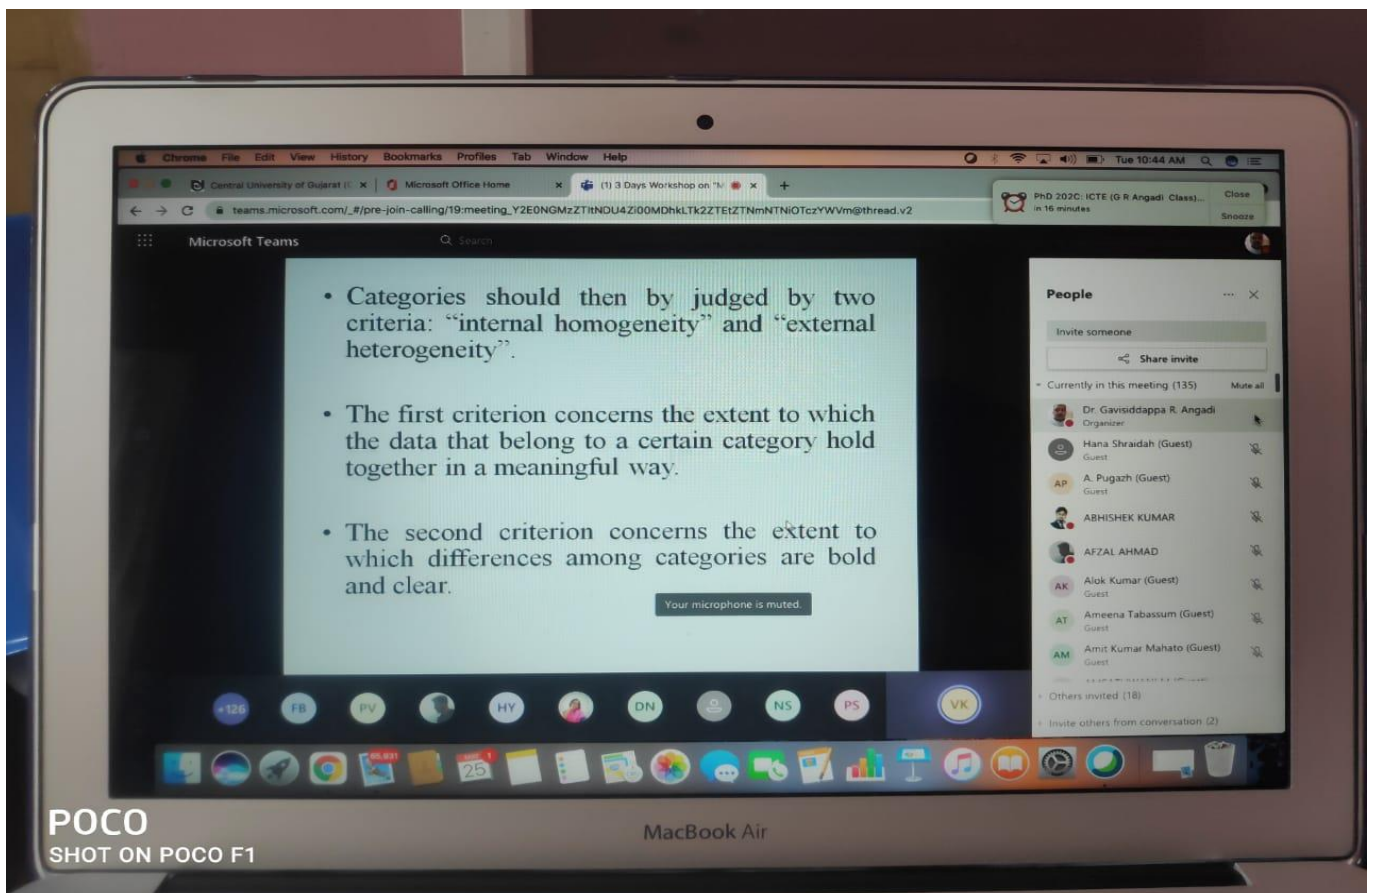 Chrome File Edit View History Bookmarks Profiles Tab Window Help
Tue 10:44 AM
Central University of Gujarat
Microsoft Office Home
(1) 3 Days Workshop on "M
teams.microsoft.com/_#/pre-join-calling/19:meeting_Y2E0NGMzZTItNDU4Zi00MDhkLTk2ZTEtZTNmNTNiOTczYWVm@thread.v2
PhD 202C: ICTE (G R Angadi Class)...
in 16 minutes
Close
Snooze
Microsoft Teams
Search
• Categories should then by judged by two
criteria: “internal homogeneity” and “external
heterogeneity”.
• The first criterion concerns the extent to which
the data that belong to a certain category hold
together in a meaningful way.
• The second criterion concerns the extent to
which differences among categories are bold
and clear.
Your microphone is muted.
People
Invite someone
Share invite
Currently in this meeting (135)
Mute all
Dr. Gavisiddappa R. Angadi
Organizer
Hana Shraidah (Guest)
Guest
AP
A. Pugazh (Guest)
Guest
ABHISHEK KUMAR
AFZAL AHMAD
AK
Alok Kumar (Guest)
Guest
AT
Ameena Tabassum (Guest)
Guest
AM
Amit Kumar Mahato (Guest)
Guest
Others invited (18)
Invite others from conversation (2)
+126 FB PV HY DN NS PS VK
25
MacBook Air
POCO
SHOT ON POCO F1